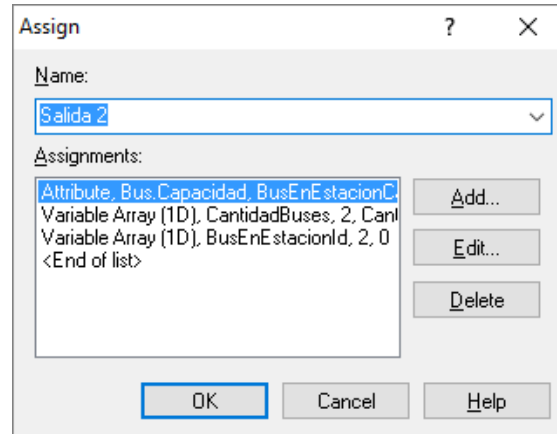 Assign
?
Name:
Salida 2
Assignments:
Attribute, Bus.Capacidad, BusEnEstacionC
Variable Array (1D), CantidadBuses, 2, Cant
Variable Array (1D), BusEnEstacionId, 2, 0
<End of list>
Add...
Edit...
Delete
OK
Cancel
Help